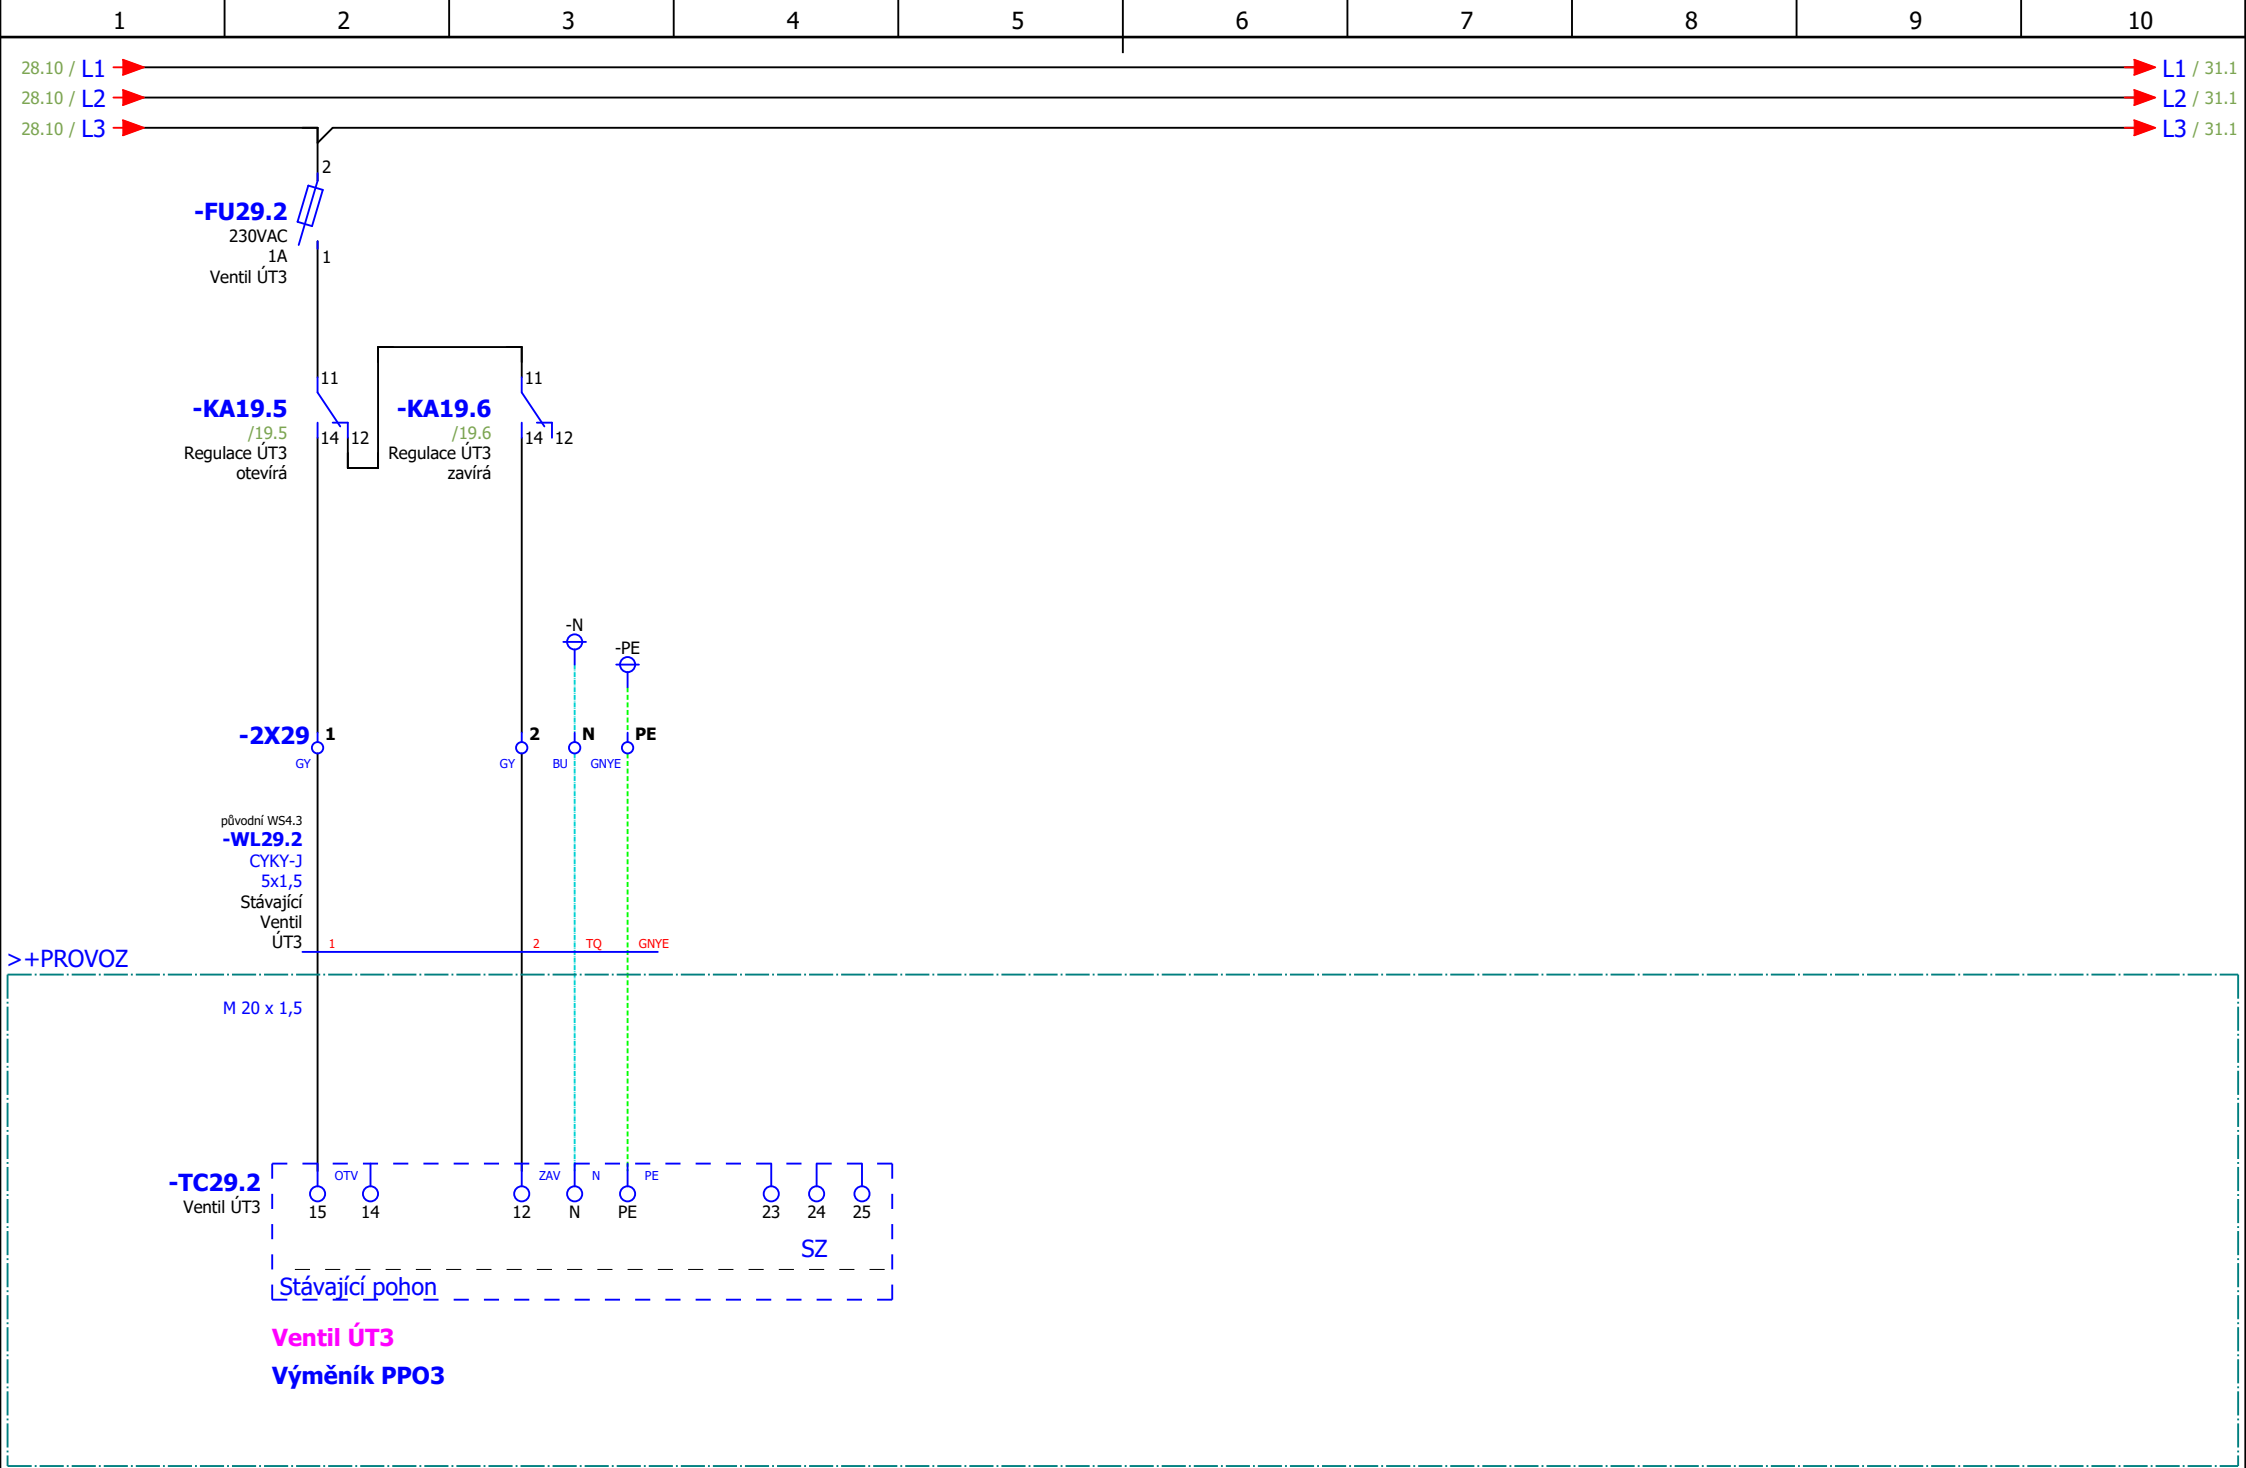 1 2 3 4 5 6 7 8 9 10
28.10 / L1 L1 / 31.1
28.10 / L2 L2 / 31.1
28.10 / L3 L3 / 31.1
2
-FU29.2
230VAC
1A
1
Ventil ÚT3
11 11
-KA19.5 -KA19.6
/19.5 /19.6
14 12 14 12
Regulace ÚT3 Regulace ÚT3
otevírá zavírá
-N
-PE
-2X29 1 2 N PE
GY GY BU GNYE
původní WS4.3
-WL29.2
CYKY-J
5x1,5
Stávající
Ventil
ÚT3 1 2 TQ GNYE
>+PROVOZ
M 20 x 1,5
OTV ZAV N PE
-TC29.2
Ventil ÚT3
15 14 12 N PE 23 24 25
SZ
Stávající pohon
Ventil ÚT3
Výměník PPO3